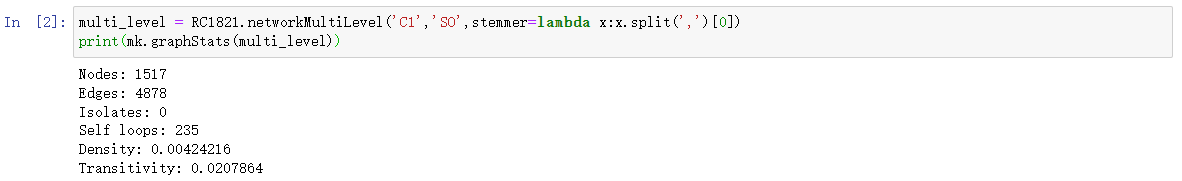 In [2]: multi_level = RC1821.networkMultiLevel('C1','SO',stemmer=lambda x:x.split(',')[0])
print(mk.graphStats(multi_level))
Nodes: 1517
Edges: 4878
Isolates: 0
Self loops: 235
Density: 0.00424216
Transitivity: 0.0207864